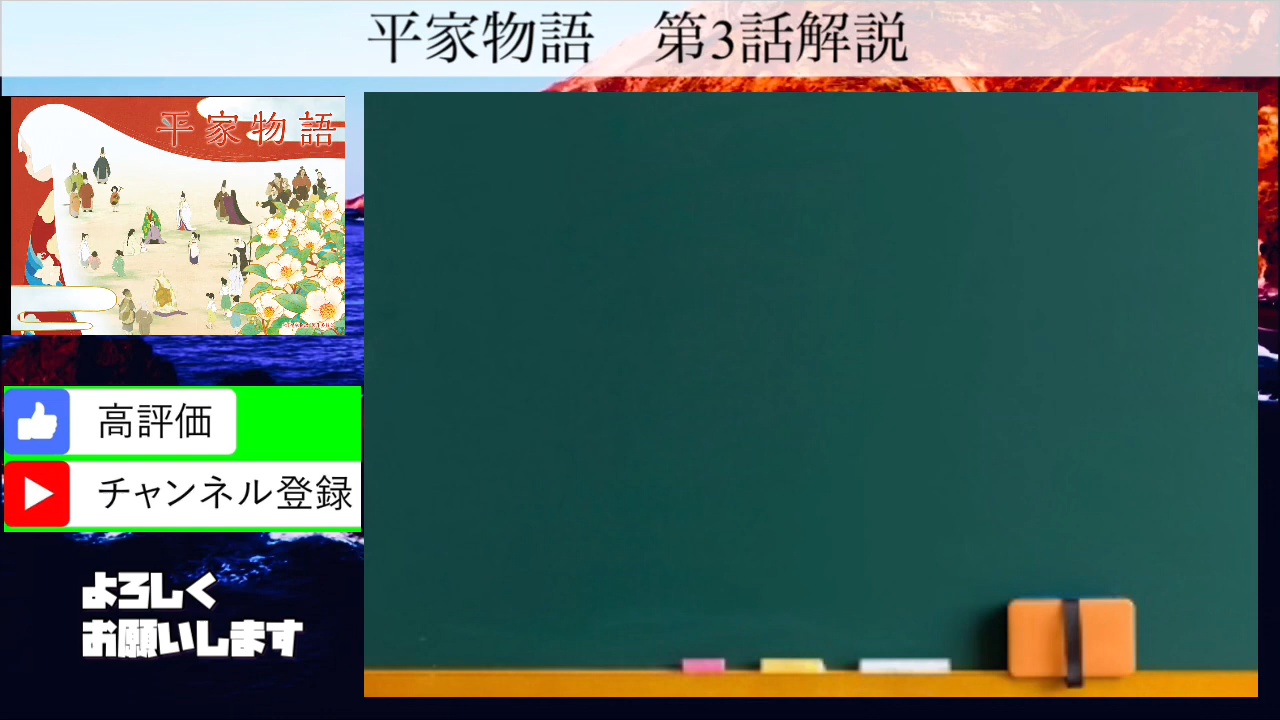 平家物語　第3話解説
平家物語
高評価
チャンネル登録
よろしく
お願いします